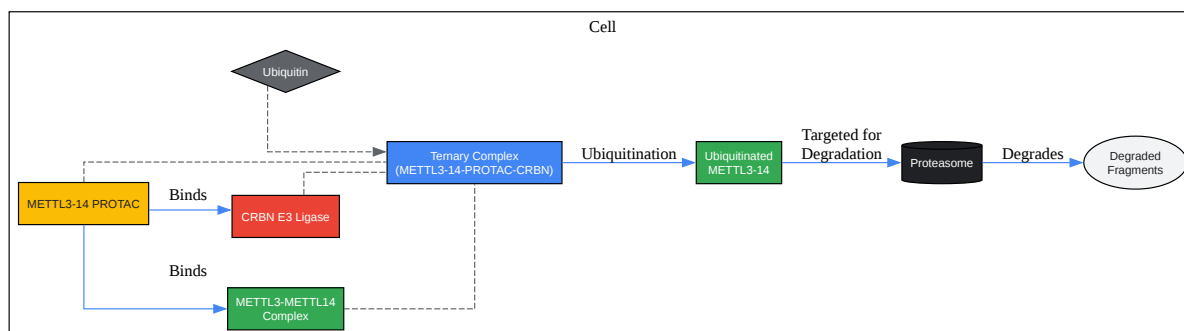 Cell
Ubiquitin
Ternary Complex
(METTL3-14-PROTAC-CRBN)
Ubiquitination
Ubiquitinated
METTL3-14
Targeted for
Degradation
Proteasome
Degrades
Degraded
Fragments
METTL3-14 PROTAC
Binds
CRBN E3 Ligase
Binds
METTL3-METTL14
Complex